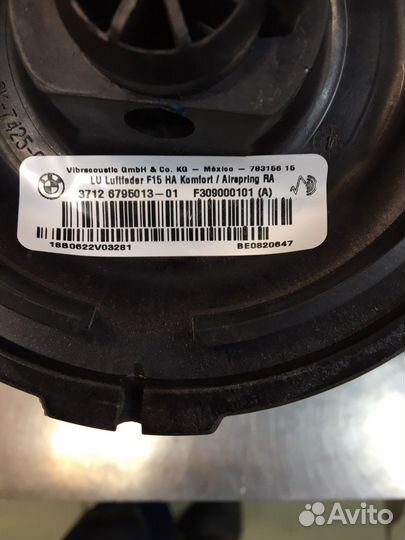 Vibracoustic GmbH & Co. KG – México – 783156 15
LU Luftfeder F15 HA Komfort / Airspring RA
3712 6795013-01 F309000101 (A)
18B0622V03281 BE0820647
BMW
Avito